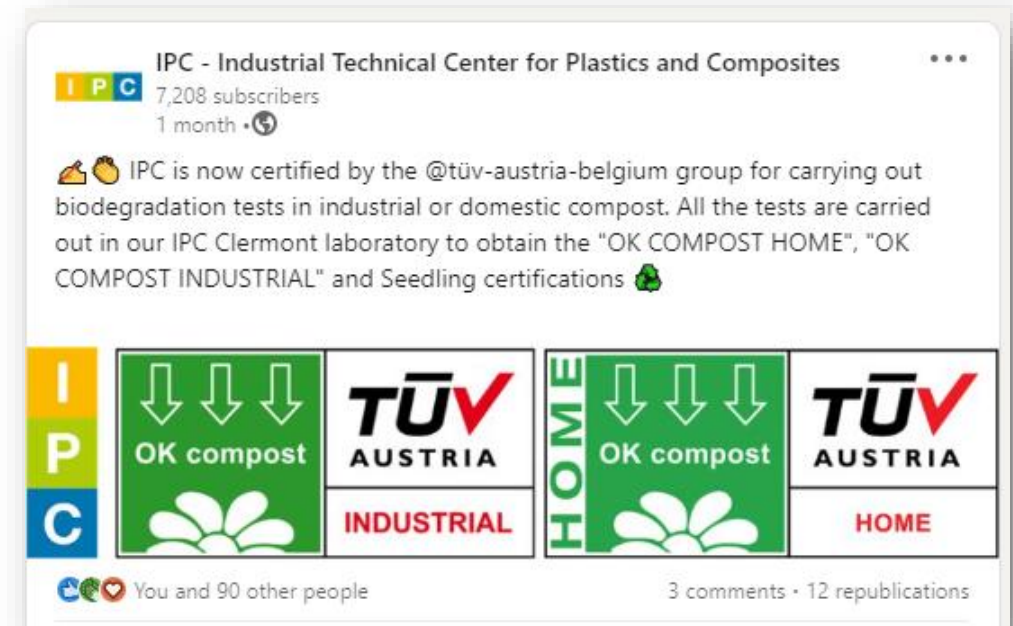 IPC - Industrial Technical Center for Plastics and Composites
IPC
7,208 subscribers
1 month •
✍👏 IPC is now certified by the @tüv-austria-belgium group for carrying out
biodegradation tests in industrial or domestic compost. All the tests are carried
out in our IPC Clermont laboratory to obtain the "OK COMPOST HOME", "OK
COMPOST INDUSTRIAL" and Seedling certifications ♻
I
P
C
OK compost
TÜV
AUSTRIA
INDUSTRIAL
HOME
OK compost
TÜV
AUSTRIA
HOME
You and 90 other people
3 comments • 12 republications